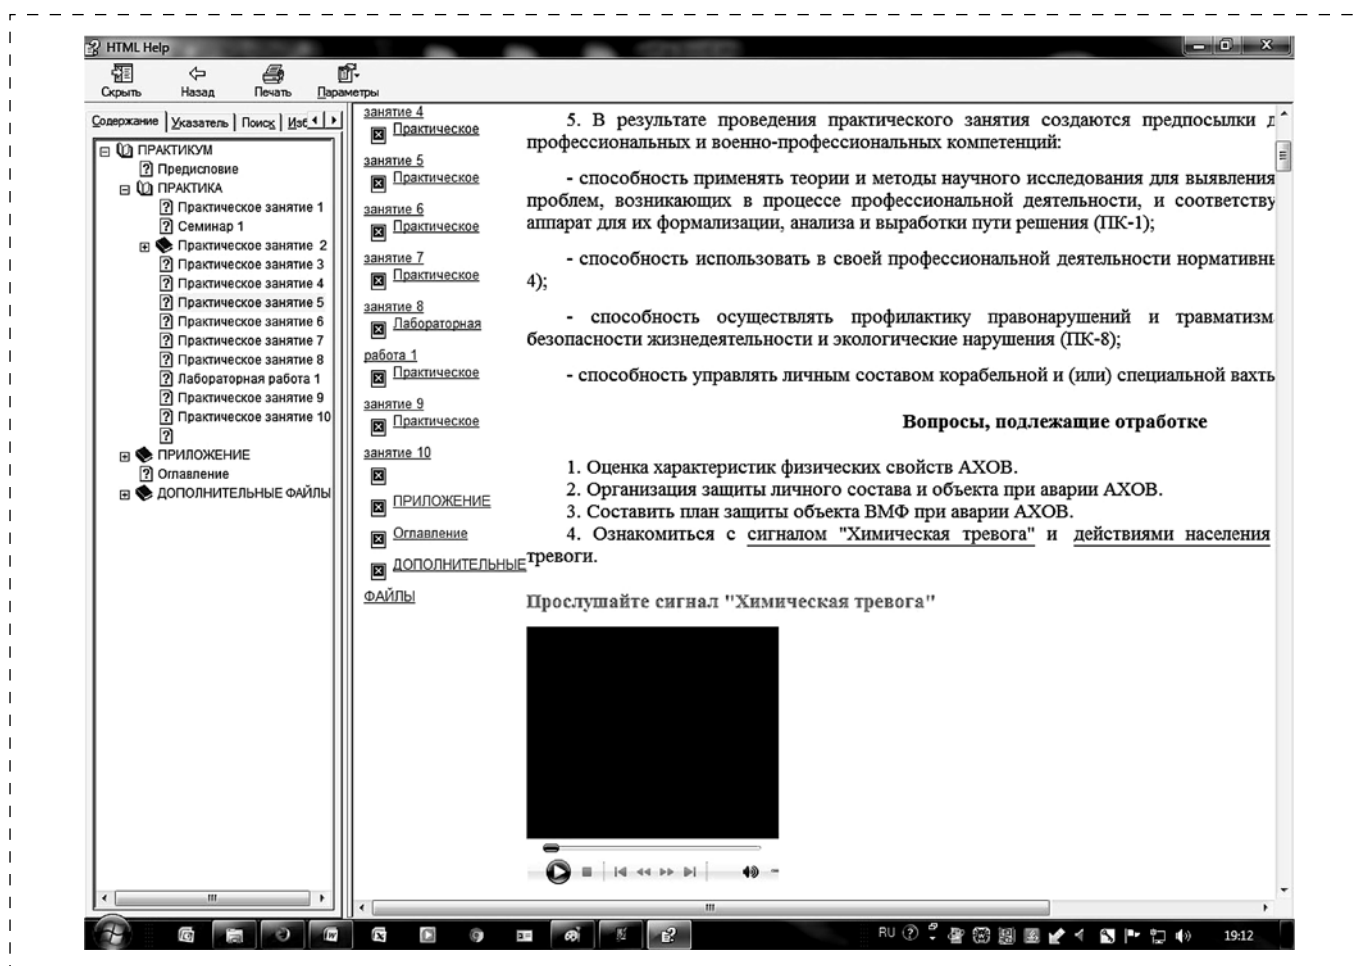 HTML Help
Скрыть Назад Печать Параметры
Содержание Указатель Поиск Изб
ПРАКТИКУМ
Предисловие
ПРАКТИКА
Практическое занятие 1
Семинар 1
Практическое занятие 2
Практическое занятие 3
Практическое занятие 4
Практическое занятие 5
Практическое занятие 6
Практическое занятие 7
Практическое занятие 8
Лабораторная работа 1
Практическое занятие 9
Практическое занятие 10
ПРИЛОЖЕНИЕ
Оглавление
ДОПОЛНИТЕЛЬНЫЕ ФАЙЛЫ
занятие 4
Практическое
занятие 5
Практическое
занятие 6
Практическое
занятие 7
Практическое
занятие 8
Лабораторная
работа 1
Практическое
занятие 9
Практическое
занятие 10
ПРИЛОЖЕНИЕ
Оглавление
ДОПОЛНИТЕЛЬНЫЕ
ФАЙЛЫ
5. В результате проведения практического занятия создаются предпосылки д
профессиональных и военно-профессиональных компетенций:
- способность применять теории и методы научного исследования для выявления
проблем, возникающих в процессе профессиональной деятельности, и соответству
аппарат для их формализации, анализа и выработки пути решения (ПК-1);
- способность использовать в своей профессиональной деятельности нормативн
4);
- способность осуществлять профилактику правонарушений и травматизм
безопасности жизнедеятельности и экологические нарушения (ПК-8);
- способность управлять личным составом корабельной и (или) специальной вахть
Вопросы, подлежащие отработке
1. Оценка характеристик физических свойств АХОВ.
2. Организация защиты личного состава и объекта при аварии АХОВ.
3. Составить план защиты объекта ВМФ при аварии АХОВ.
4. Ознакомиться с сигналом "Химическая тревога" и действиями населения
тревоги.
Прослушайте сигнал "Химическая тревога"
RU
19:12